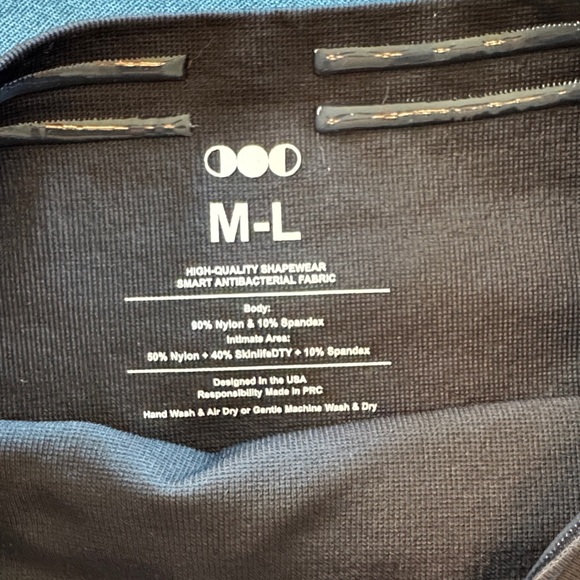 M-L
HIGH-QUALITY SHAPEWEAR
SMART ANTIBACTERIAL FABRIC
Body:
90% Nylon & 10% Spandex
Intimate Area:
50% Nylon + 40% SkinlifeDTY + 10% Spandex
Designed in the USA
Responsibility Made in PRC
Hand Wash & Air Dry or Gentle Machine Wash & Dry